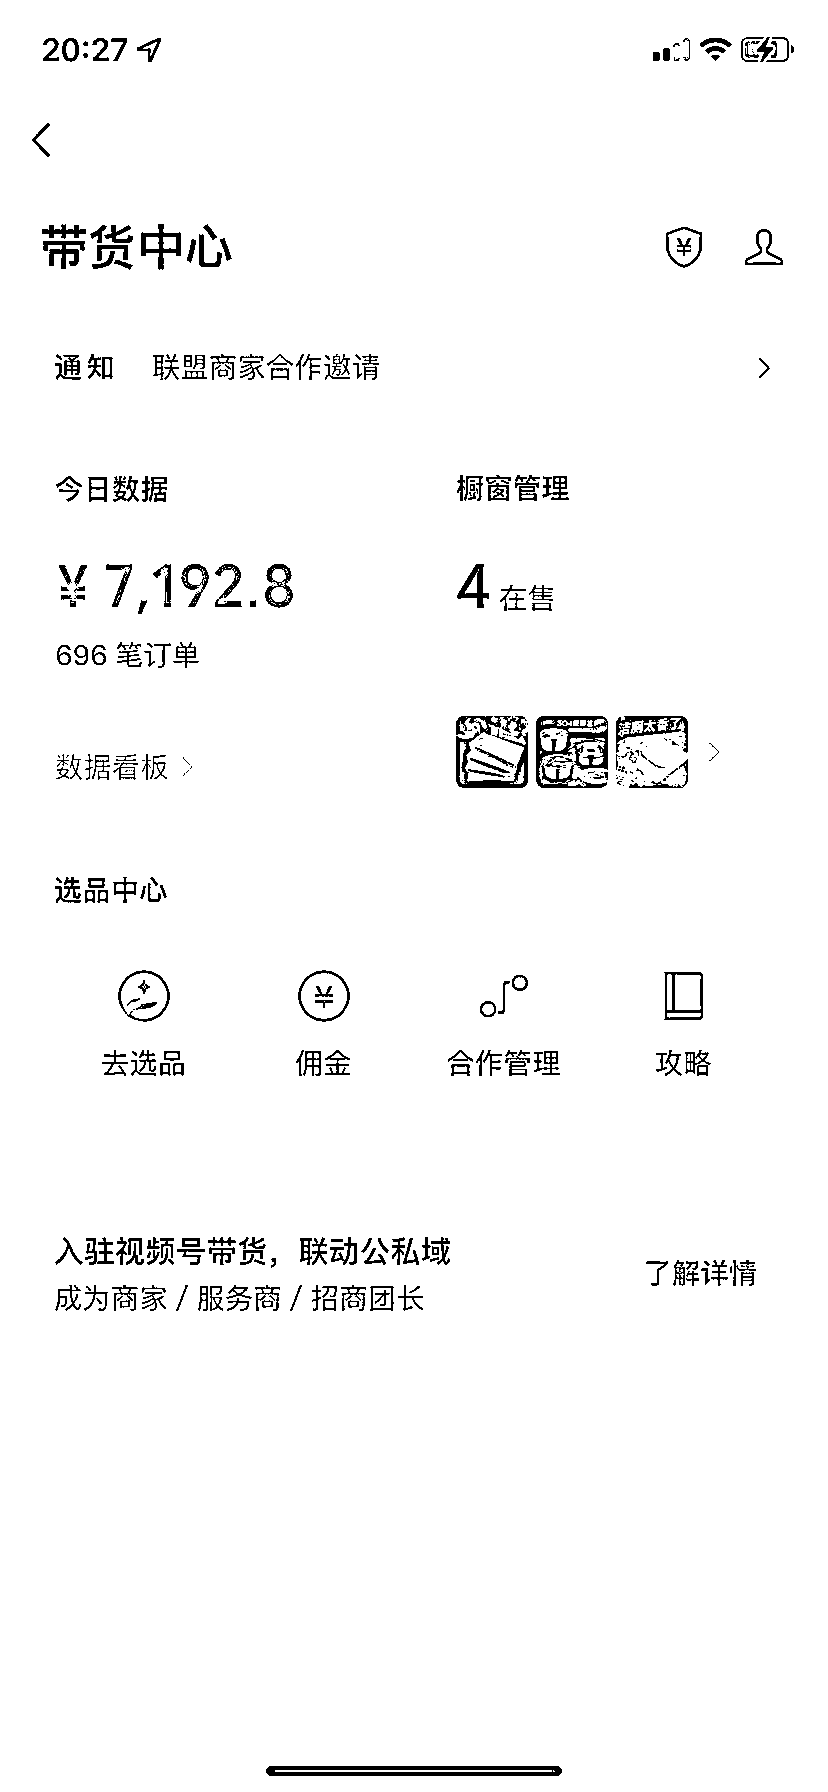 20:27
带货中心
通知 联盟商家合作邀请
今日数据 橱窗管理
¥ 7,192.8 4 在售
696 笔订单
数据看板
选品中心
去选品 佣金 合作管理 攻略
入驻视频号带货，联动公私域
成为商家 / 服务商 / 招商团长
了解详情